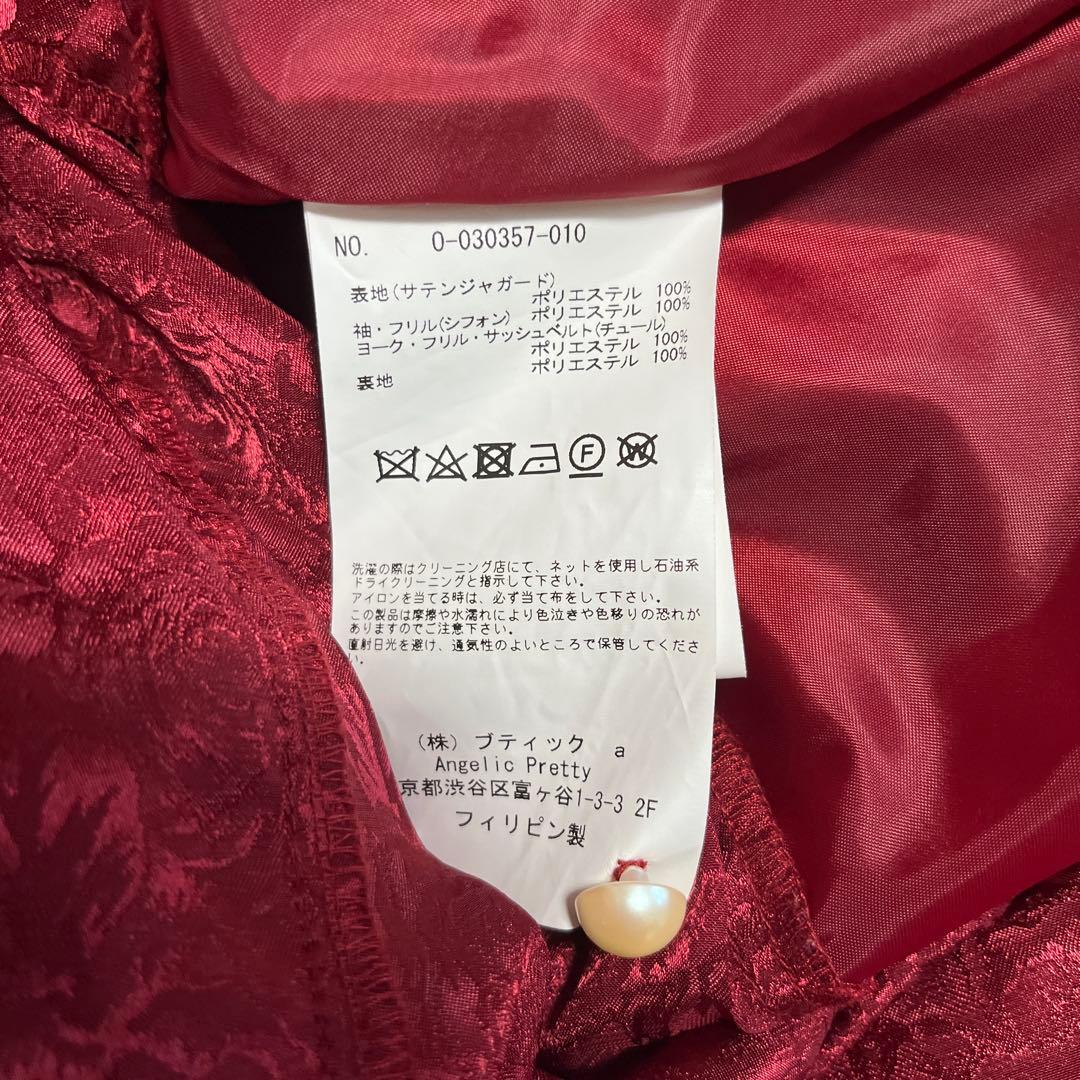 NO. 0-030357-010
表地(サテンジャガード)
ポリエステル 100%
袖・フリル(シフォン) ポリエステル 100%
ヨーク・フリル・サッシュベルト(チュール)
ポリエステル 100%
裏地 ポリエステル 100%
F W
洗濯の際はクリーニング店にて、ネットを使用し石油系
ドライクリーニングと指示して下さい。
アイロンを当てる時は、必ず当て布をして下さい。
この製品は摩擦や水濡れにより色泣きや色移りの恐れが
ありますのでご注意下さい。
直射日光を避け、通気性のよいところで保管してくださ
い。
(株) ブティック a
Angelic Pretty
京都渋谷区富ヶ谷1-3-3 2F
フィリピン製